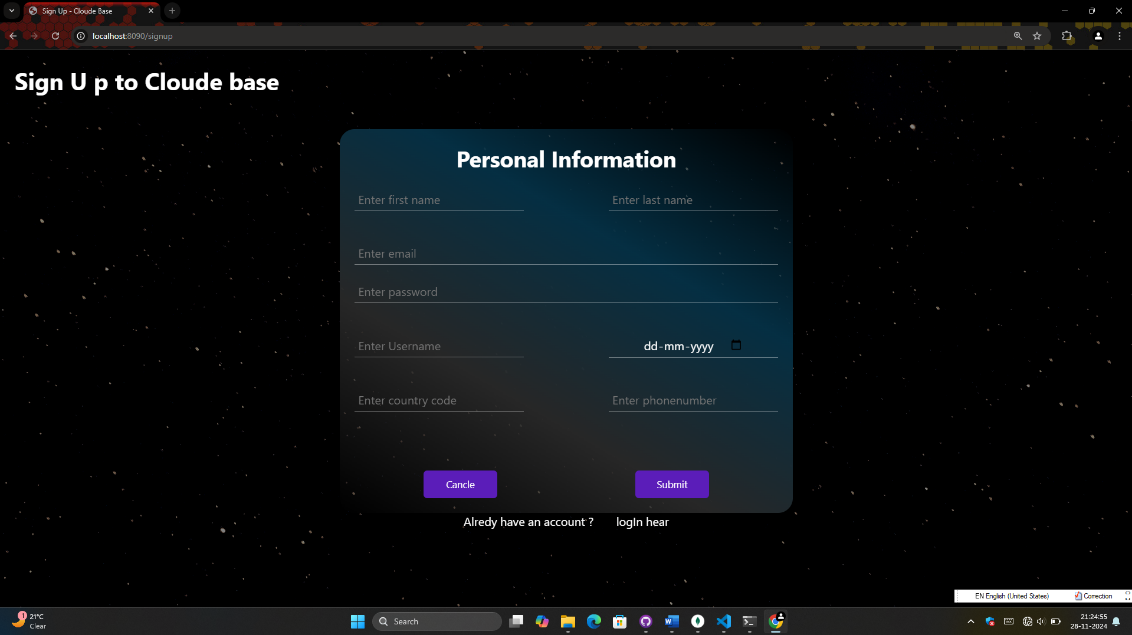 Sign Up - Cloude Base
localhost:8090/signup
Sign U p to Cloude base
Personal Information
Enter first name
Enter last name
Enter email
Enter password
Enter Username
dd-mm-yyyy
Enter country code
Enter phonenumber
Cancle
Submit
Alredy have an account ?
logIn hear
EN English (United States)
Correction
1
21°C
Clear
Search
21:24:55
28-11-2024